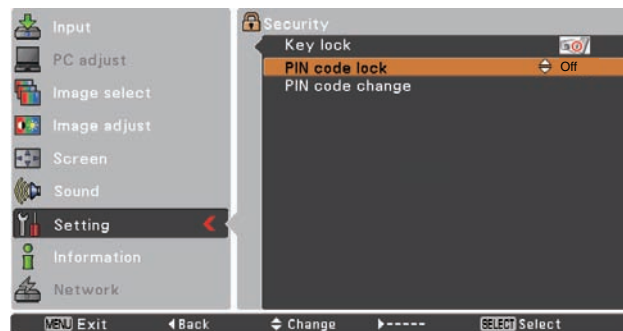 Input
PC adjust
Image select
Image adjust
Screen
Sound
Setting
Information
Network
Security
Key lock
PIN code lock Off
PIN code change
MENU Exit Back Change ----- SELECT Select